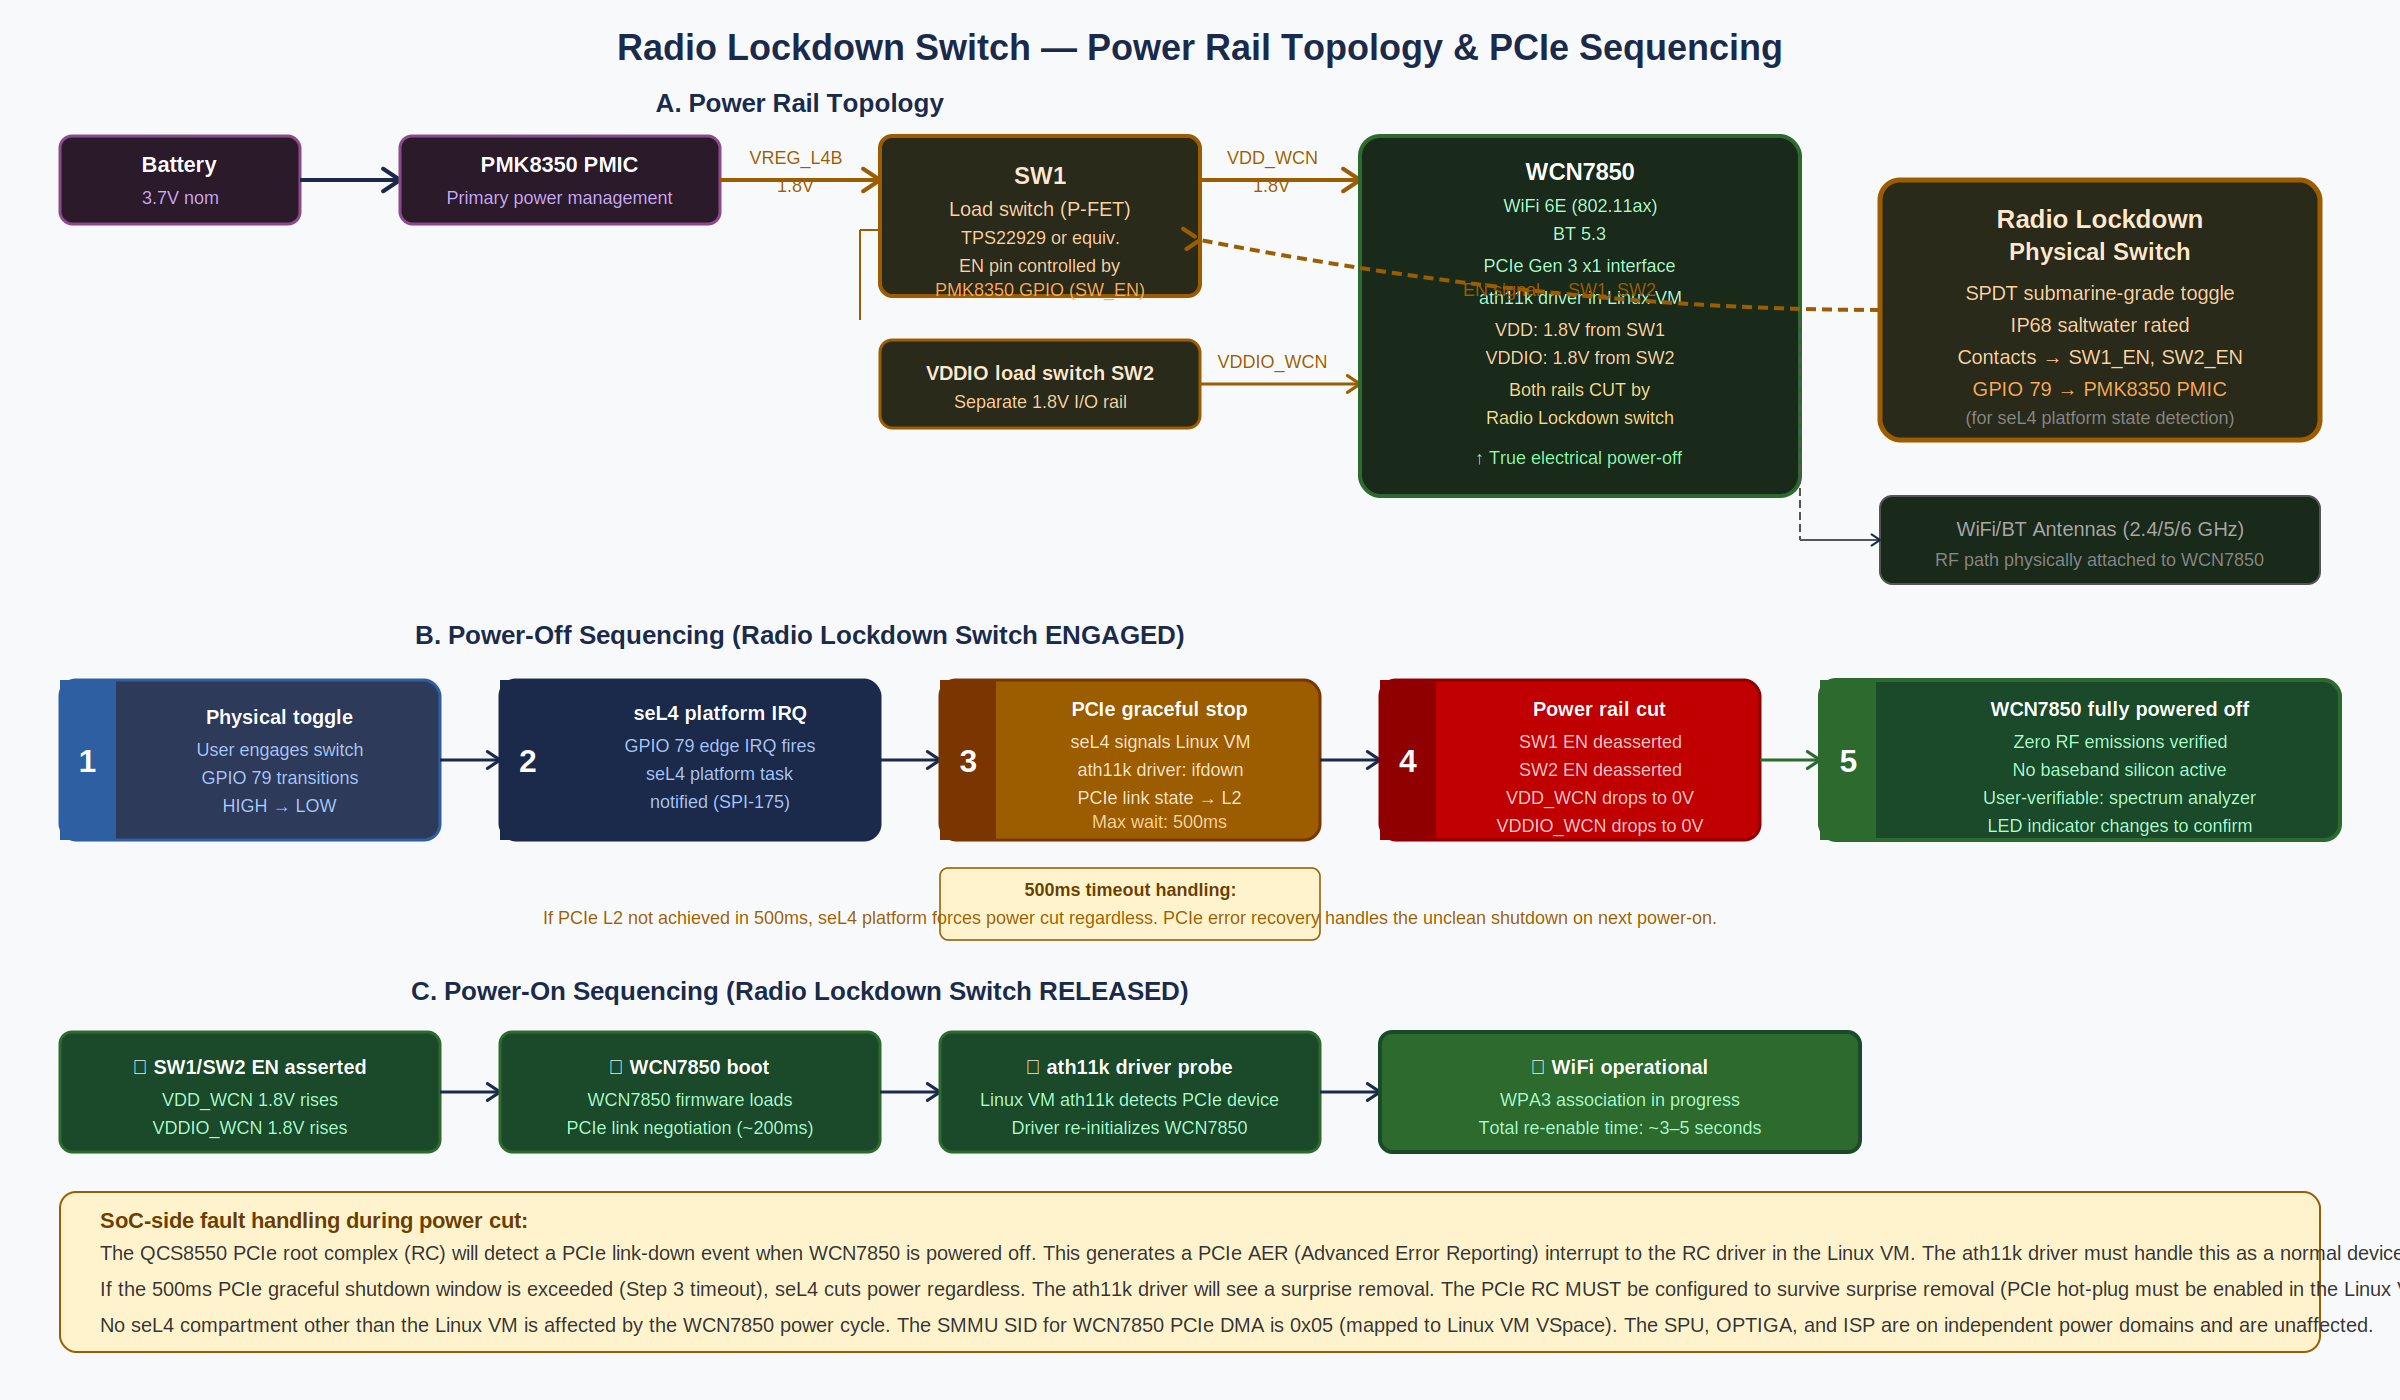 Radio Lockdown Switch — Power Rail Topology & PCIe Sequencing
A. Power Rail Topology
Battery
3.7V nom
PMK8350 PMIC
Primary power management
VREG_L4B
1.8V
SW1
Load switch (P-FET)
TPS22929 or equiv.
EN pin controlled by
PMK8350 GPIO (SW_EN)
VDD_WCN
1.8V
VDDIO load switch SW2
Separate 1.8V I/O rail
VDDIO_WCN
WCN7850
WiFi 6E (802.11ax)
BT 5.3
PCIe Gen 3 x1 interface
EN signal → SW1, SW2
ath11k driver in Linux VM
VDD: 1.8V from SW1
VDDIO: 1.8V from SW2
Both rails CUT by
Radio Lockdown switch
↑ True electrical power-off
Radio Lockdown
Physical Switch
SPDT submarine-grade toggle
IP68 saltwater rated
Contacts → SW1_EN, SW2_EN
GPIO 79 → PMK8350 PMIC
(for seL4 platform state detection)
WiFi/BT Antennas (2.4/5/6 GHz)
RF path physically attached to WCN7850
B. Power-Off Sequencing (Radio Lockdown Switch ENGAGED)
1
Physical toggle
User engages switch
GPIO 79 transitions
HIGH → LOW
2
seL4 platform IRQ
GPIO 79 edge IRQ fires
seL4 platform task
notified (SPI-175)
3
PCIe graceful stop
seL4 signals Linux VM
ath11k driver: ifdown
PCIe link state → L2
Max wait: 500ms
4
Power rail cut
SW1 EN deasserted
SW2 EN deasserted
VDD_WCN drops to 0V
VDDIO_WCN drops to 0V
5
WCN7850 fully powered off
Zero RF emissions verified
No baseband silicon active
User-verifiable: spectrum analyzer
LED indicator changes to confirm
500ms timeout handling:
If PCIe L2 not achieved in 500ms, seL4 platform forces power cut regardless. PCIe error recovery handles the unclean shutdown on next power-on.
C. Power-On Sequencing (Radio Lockdown Switch RELEASED)
SW1/SW2 EN asserted
VDD_WCN 1.8V rises
VDDIO_WCN 1.8V rises
WCN7850 boot
WCN7850 firmware loads
PCIe link negotiation (~200ms)
ath11k driver probe
Linux VM ath11k detects PCIe device
Driver re-initializes WCN7850
WiFi operational
WPA3 association in progress
Total re-enable time: ~3–5 seconds
SoC-side fault handling during power cut:
The QCS8550 PCIe root complex (RC) will detect a PCIe link-down event when WCN7850 is powered off. This generates a PCIe AER (Advanced Error Reporting) interrupt to the RC driver in the Linux VM. The ath11k driver must handle this as a normal device
If the 500ms PCIe graceful shutdown window is exceeded (Step 3 timeout), seL4 cuts power regardless. The ath11k driver will see a surprise removal. The PCIe RC MUST be configured to survive surprise removal (PCIe hot-plug must be enabled in the Linux
No seL4 compartment other than the Linux VM is affected by the WCN7850 power cycle. The SMMU SID for WCN7850 PCIe DMA is 0x05 (mapped to Linux VM VSpace). The SPU, OPTIGA, and ISP are on independent power domains and are unaffected.